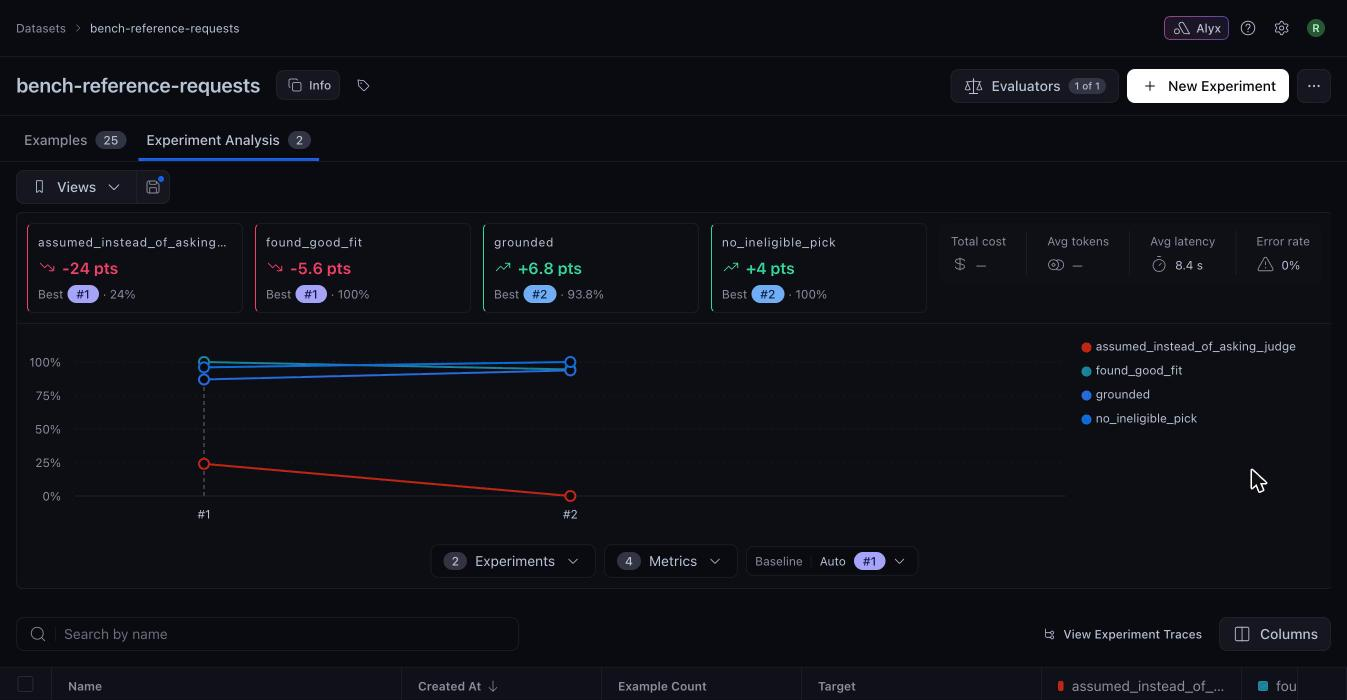 Datasets > bench-reference-requests
Alyx
R
bench-reference-requests
Info
Evaluators 1 of 1
+ New Experiment
...
Examples 25
Experiment Analysis 2
Views
assumed_instead_of_asking...
-24 pts
Best #1 · 24%
found_good_fit
-5.6 pts
Best #1 · 100%
grounded
+6.8 pts
Best #2 · 93.8%
no_ineligible_pick
+4 pts
Best #2 · 100%
Total cost
$ —
Avg tokens
—
Avg latency
8.4 s
Error rate
0%
100%
75%
50%
25%
0%
#1
#2
assumed_instead_of_asking_judge
found_good_fit
grounded
no_ineligible_pick
2 Experiments
4 Metrics
Baseline Auto #1
Search by name
View Experiment Traces
Columns
Name
Created At ↓
Example Count
Target
assumed_instead_of_...
fou